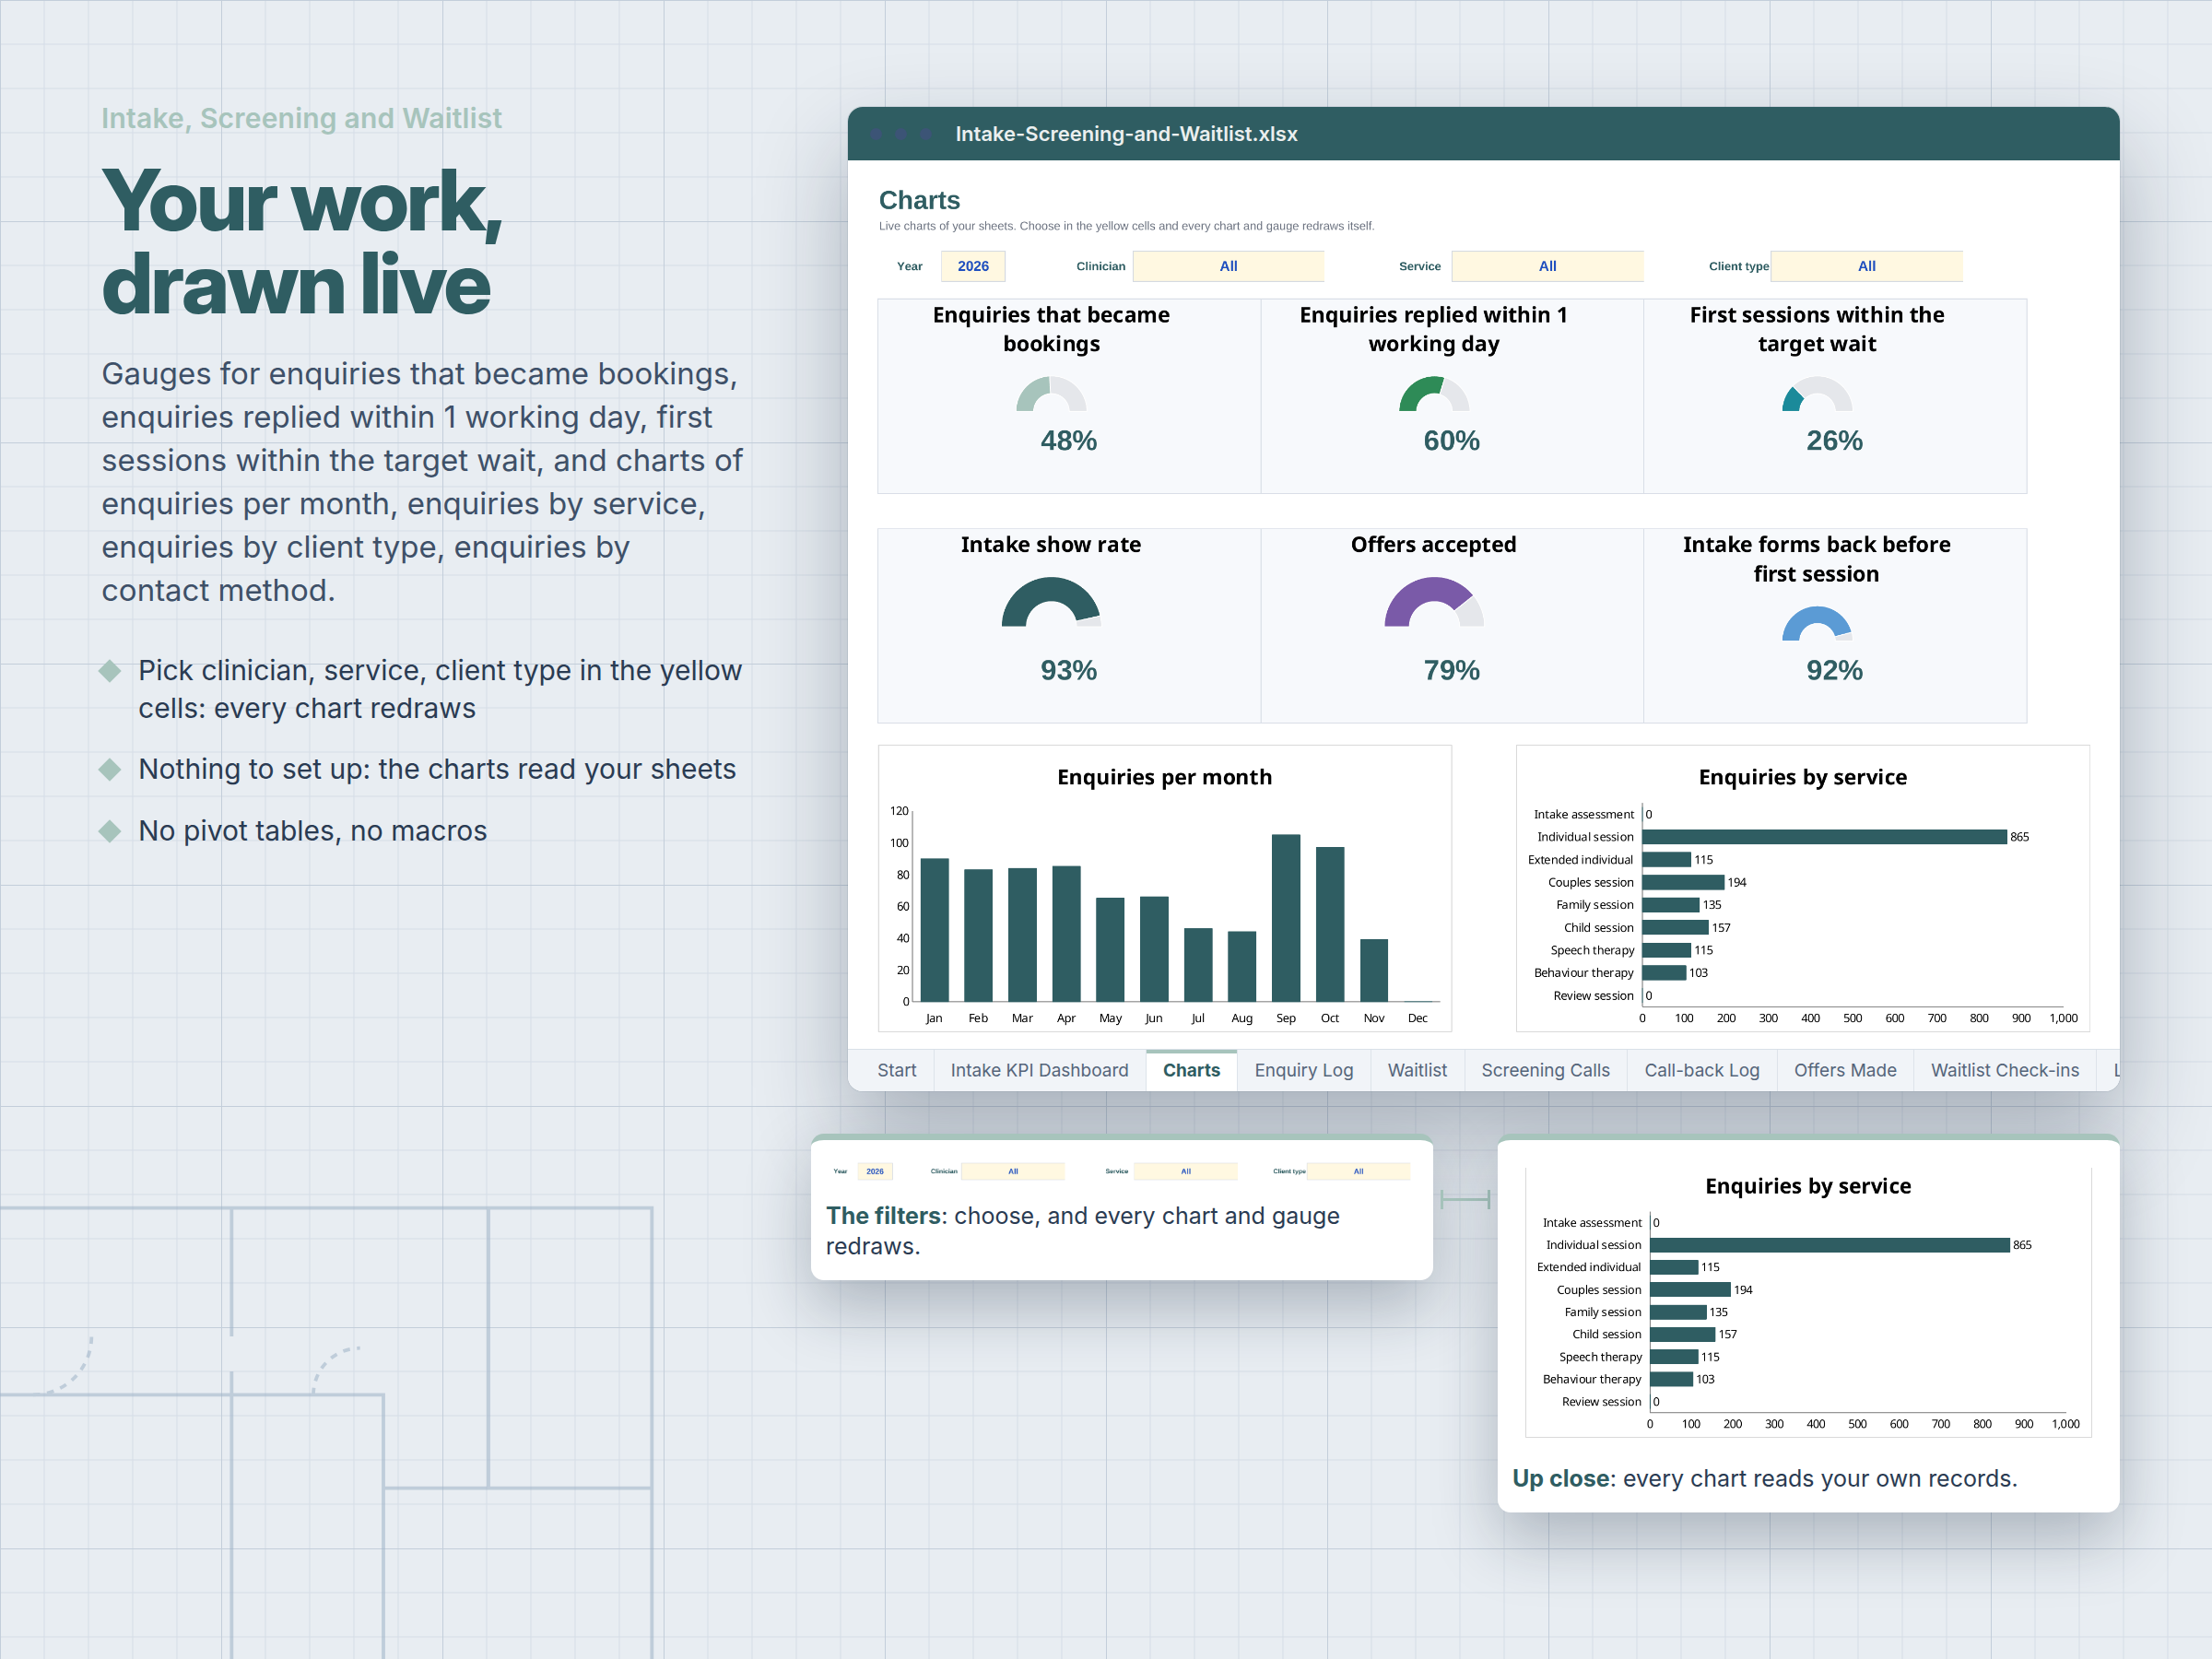 Intake, Screening and Waitlist
Your work,
drawn live
Gauges for enquiries that became bookings,
enquiries replied within 1 working day, first
sessions within the target wait, and charts of
enquiries per month, enquiries by service,
enquiries by client type, enquiries by
contact method.
Pick clinician, service, client type in the yellow
cells: every chart redraws
Nothing to set up: the charts read your sheets
No pivot tables, no macros
Intake-Screening-and-Waitlist.xlsx
Charts
Live charts of your sheets. Choose in the yellow cells and every chart and gauge redraws itself.
Year 2026 Clinician All Service All Client type All
Enquiries that became
bookings
48%
Enquiries replied within 1
working day
60%
First sessions within the
target wait
26%
Intake show rate
93%
Offers accepted
79%
Intake forms back before
first session
92%
Enquiries per month
120
100
80
60
40
20
0
Jan Feb Mar Apr May Jun Jul Aug Sep Oct Nov Dec
Enquiries by service
Intake assessment 0
Individual session 865
Extended individual 115
Couples session 194
Family session 135
Child session 157
Speech therapy 115
Behaviour therapy 103
Review session 0
0 100 200 300 400 500 600 700 800 900 1,000
Start Intake KPI Dashboard Charts Enquiry Log Waitlist Screening Calls Call-back Log Offers Made Waitlist Check-ins
Year 2026 Clinician All Service All Client type All
The filters: choose, and every chart and gauge
redraws.
Enquiries by service
Intake assessment 0
Individual session 865
Extended individual 115
Couples session 194
Family session 135
Child session 157
Speech therapy 115
Behaviour therapy 103
Review session 0
0 100 200 300 400 500 600 700 800 900 1,000
Up close: every chart reads your own records.